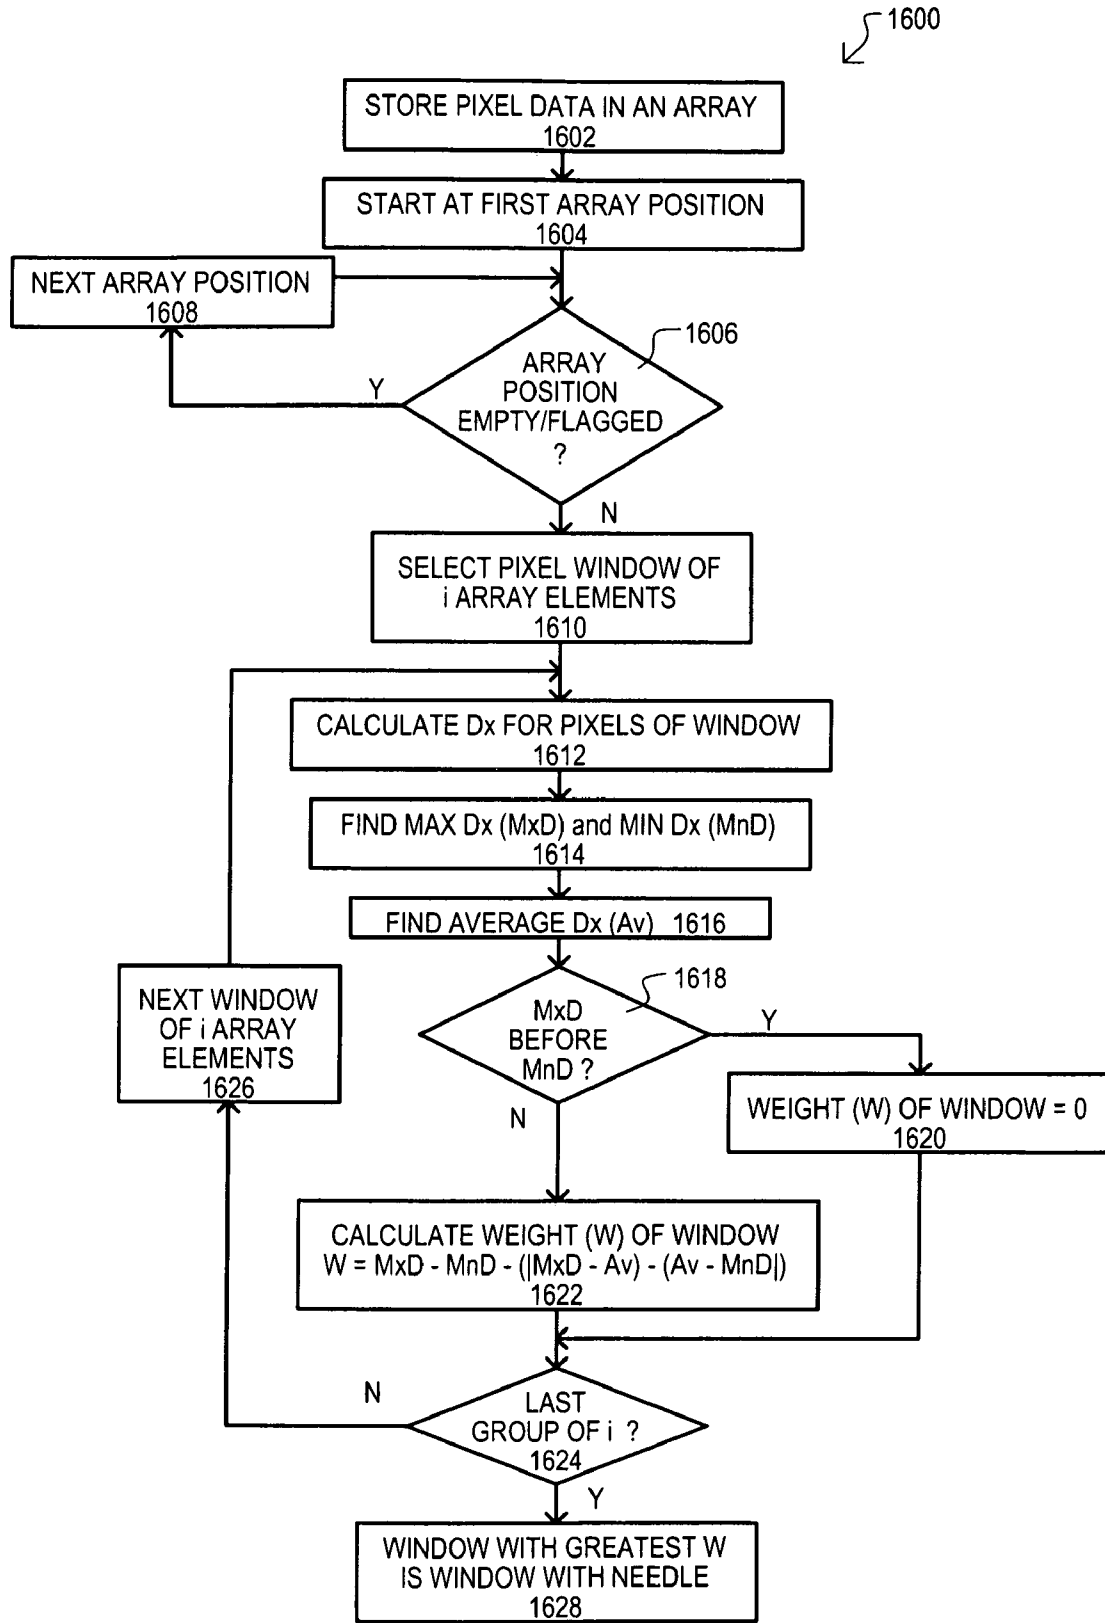 1600
STORE PIXEL DATA IN AN ARRAY
1602
START AT FIRST ARRAY POSITION
1604
NEXT ARRAY POSITION
1608
1606
ARRAY
POSITION
EMPTY/FLAGGED
?
Y
N
SELECT PIXEL WINDOW OF
i ARRAY ELEMENTS
1610
CALCULATE Dx FOR PIXELS OF WINDOW
1612
FIND MAX Dx (MxD) and MIN Dx (MnD)
1614
FIND AVERAGE Dx (Av) 1616
1618
MxD
BEFORE
MnD ?
Y
N
NEXT WINDOW
OF i ARRAY
ELEMENTS
1626
WEIGHT (W) OF WINDOW = 0
1620
CALCULATE WEIGHT (W) OF WINDOW
W = MxD - MnD - (|MxD - Av) - (Av - MnD|)
1622
N
LAST
GROUP OF i ?
1624
Y
WINDOW WITH GREATEST W
IS WINDOW WITH NEEDLE
1628